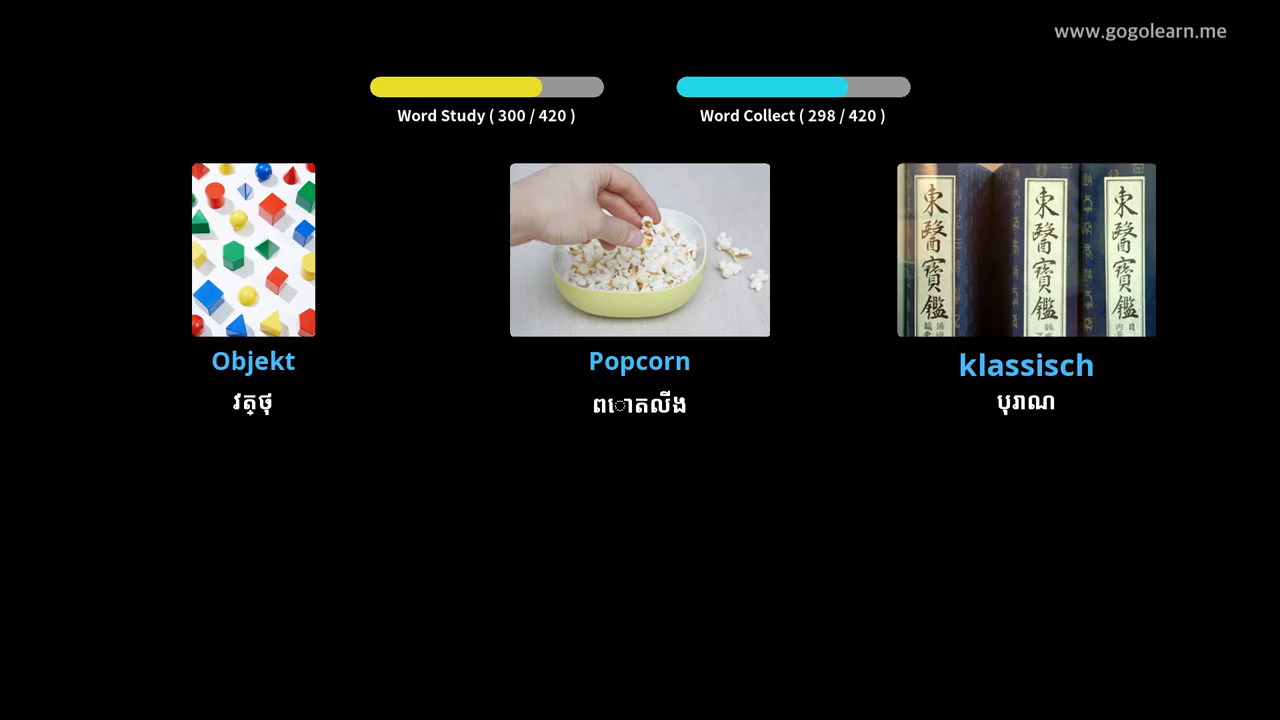 www.gogolearn.me
Word Study ( 300 / 420 )
Word Collect ( 298 / 420 )
東醫寶鑑
東醫寶鑑
東醫寶鑑
Objekt
Popcorn
klassisch
វត្ថុ
ពោតលីង
បុរាណ